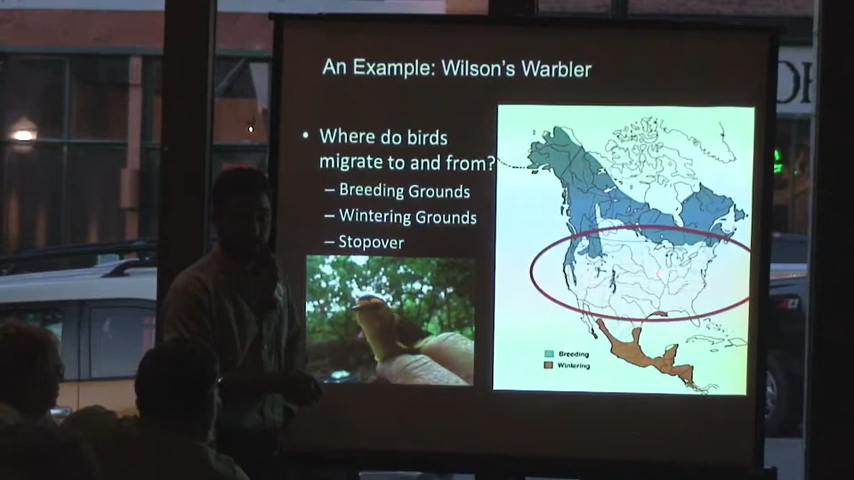 An Example: Wilson's Warbler
• Where do birds
migrate to and from?
– Breeding Grounds
– Wintering Grounds
– Stopover
Breeding
Wintering